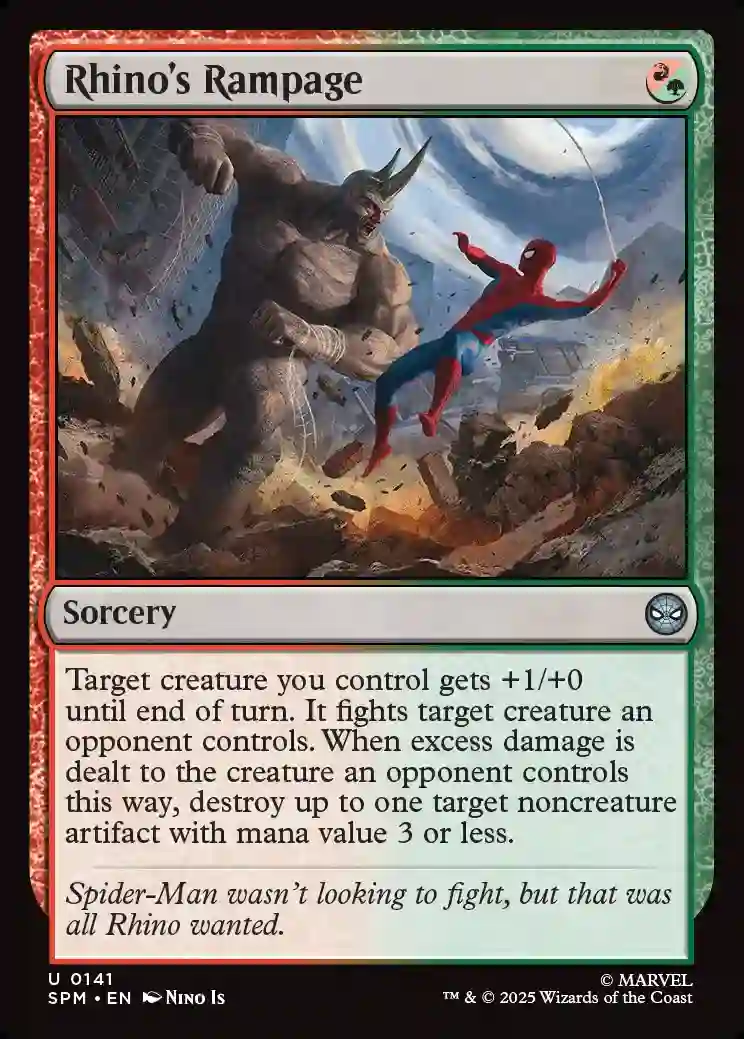 Rhino's Rampage
Sorcery
Target creature you control gets +1/+0
until end of turn. It fights target creature an
opponent controls. When excess damage is
dealt to the creature an opponent controls
this way, destroy up to one target noncreature
artifact with mana value 3 or less.
Spider-Man wasn't looking to fight, but that was
all Rhino wanted.
U 0141
SPM • EN Nino Is
© MARVEL
™ & © 2025 Wizards of the Coast